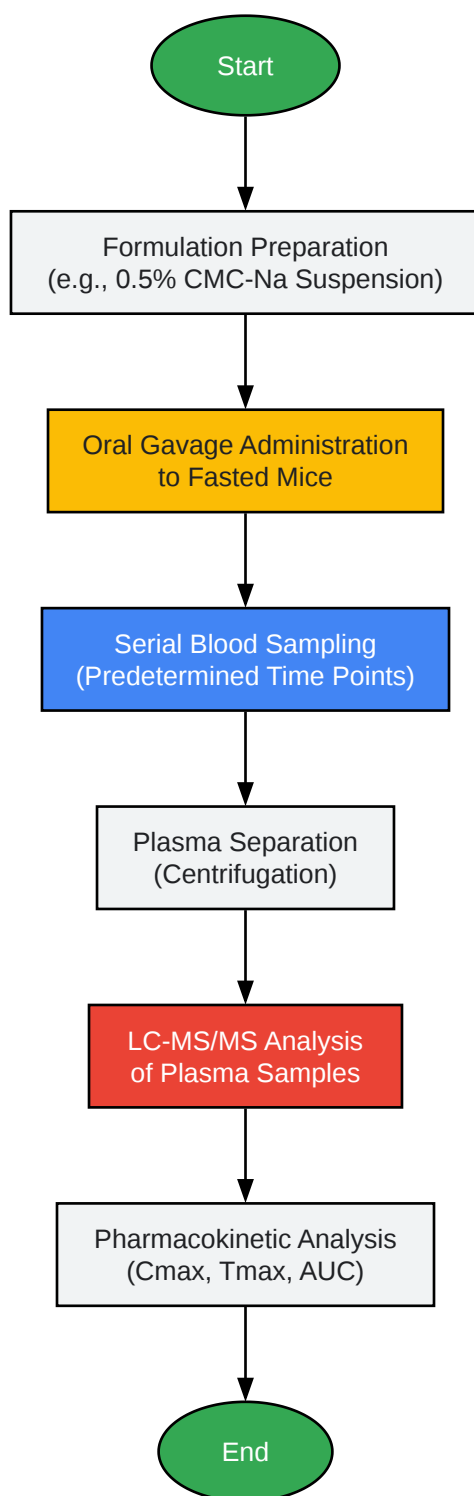 Start
Formulation Preparation
(e.g., 0.5% CMC-Na Suspension)
Oral Gavage Administration
to Fasted Mice
Serial Blood Sampling
(Predetermined Time Points)
Plasma Separation
(Centrifugation)
LC-MS/MS Analysis
of Plasma Samples
Pharmacokinetic Analysis
(Cmax, Tmax, AUC)
End